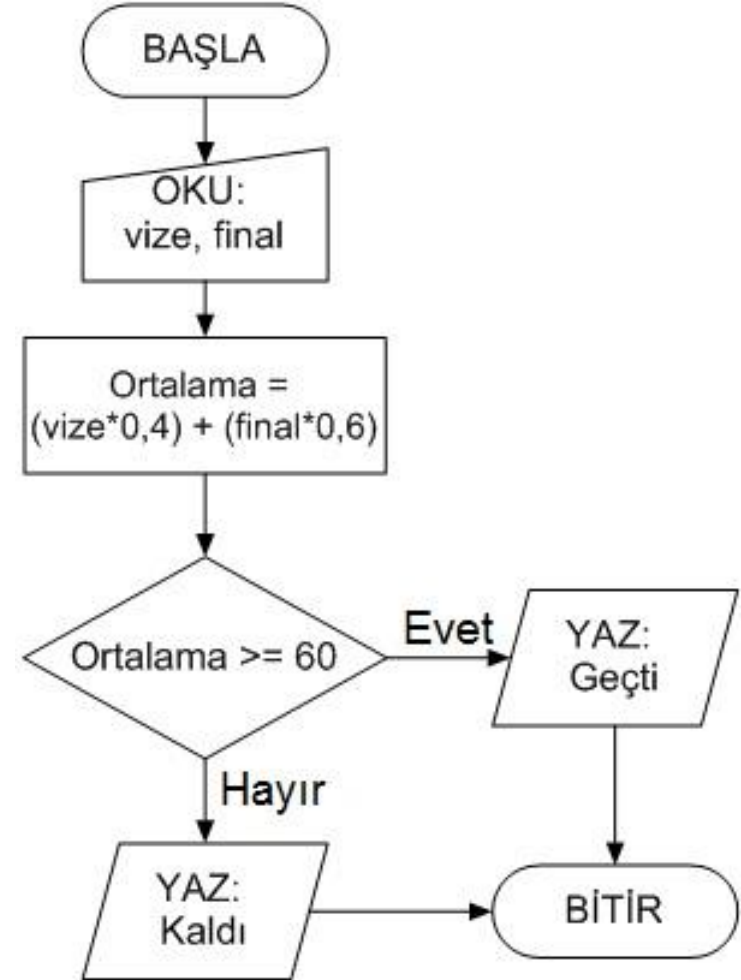 BAŞLA
OKU:
vize, final
Ortalama =
(vize*0,4) + (final*0,6)
Ortalama >= 60
Evet
YAZ:
Geçti
Hayır
YAZ:
Kaldı
BİTİR